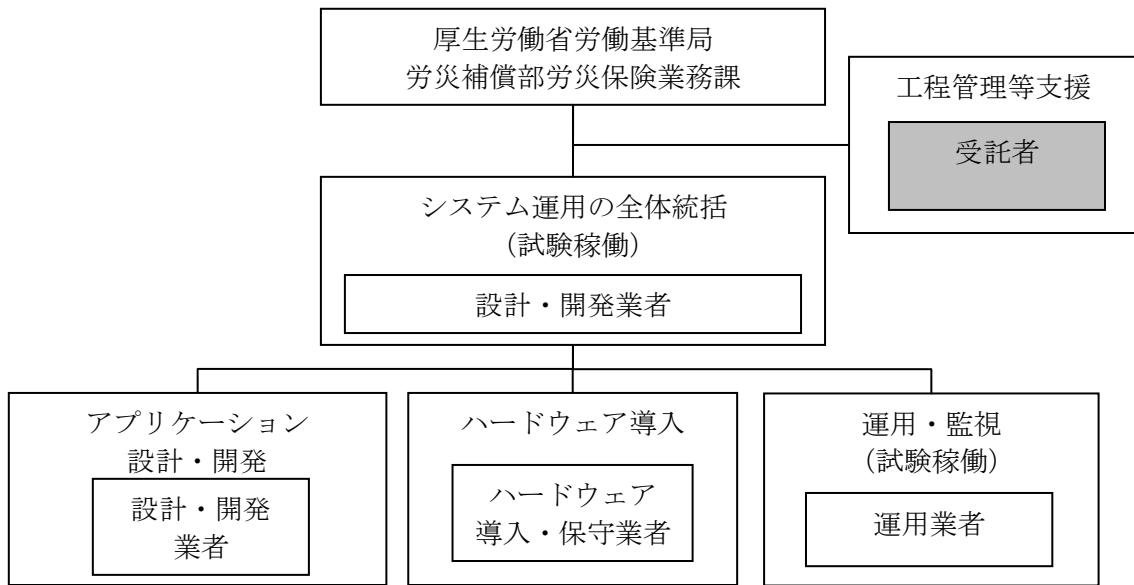 厚生労働省労働基準局
労災補償部労災保険業務課
工程管理等支援
受託者
システム運用の全体統括
（試験稼働）
設計・開発業者
アプリケーション
設計・開発
設計・開発
業者
ハードウェア導入
ハードウェア
導入・保守業者
運用・監視
（試験稼働）
運用業者